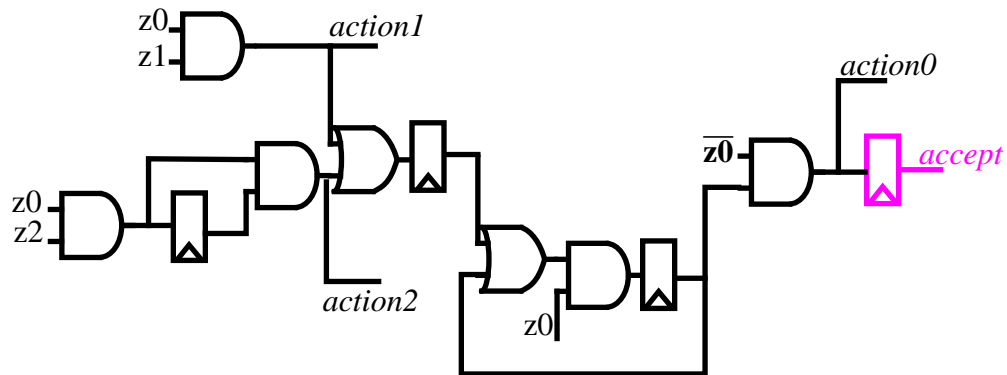 z0
action1
z1
action0
z̅0̅
accept
z0
z2
action2
z0